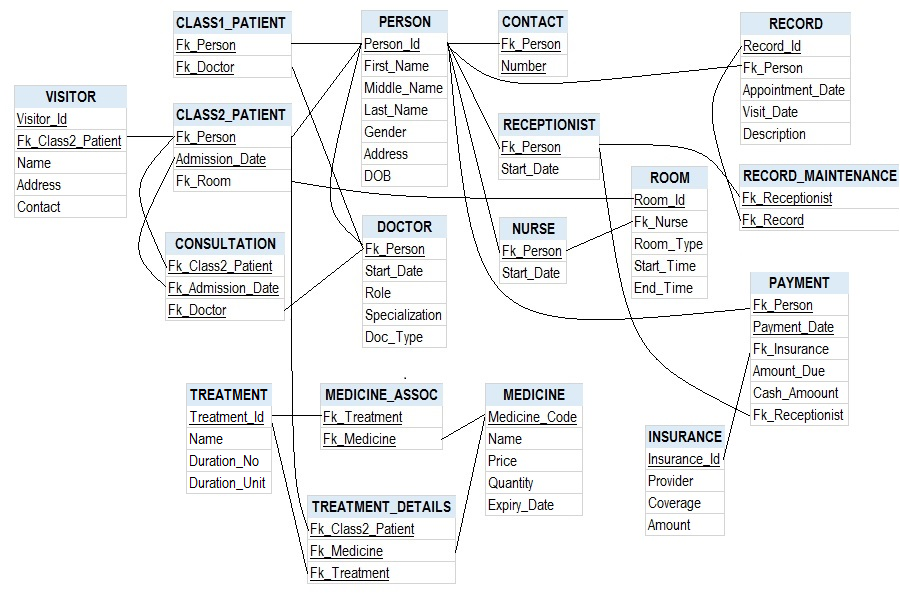 CLASS1_PATIENT
Fk_Person
Fk_Doctor
PERSON
Person_Id
First_Name
Middle_Name
Last_Name
Gender
Address
DOB
CONTACT
Fk_Person
Number
RECORD
Record_Id
Fk_Person
Appointment_Date
Visit_Date
Description
VISITOR
Visitor_Id
Fk_Class2_Patient
Name
Address
Contact
CLASS2_PATIENT
Fk_Person
Admission_Date
Fk_Room
RECEPTIONIST
Fk_Person
Start_Date
ROOM
Room_Id
Fk_Nurse
Room_Type
Start_Time
End_Time
RECORD_MAINTENANCE
Fk_Receptionist
Fk_Record
CONSULTATION
Fk_Class2_Patient
Fk_Admission_Date
Fk_Doctor
DOCTOR
Fk_Person
Start_Date
Role
Specialization
Doc_Type
NURSE
Fk_Person
Start_Date
PAYMENT
Fk_Person
Payment_Date
Fk_Insurance
Amount_Due
Cash_Amoount
Fk_Receptionist
TREATMENT
Treatment_Id
Name
Duration_No
Duration_Unit
MEDICINE_ASSOC
Fk_Treatment
Fk_Medicine
MEDICINE
Medicine_Code
Name
Price
Quantity
Expiry_Date
INSURANCE
Insurance_Id
Provider
Coverage
Amount
TREATMENT_DETAILS
Fk_Class2_Patient
Fk_Medicine
Fk_Treatment